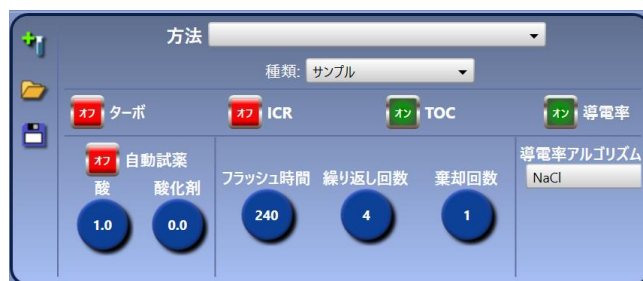 方法
種類: サンプル
オフ ターボ オフ ICR オン TOC オン 導電率
オフ 自動試薬
酸 酸化剤
1.0 0.0
フラッシュ時間 繰り返し回数 棄却回数
240 4 1
導電率アルゴリズム
NaCl